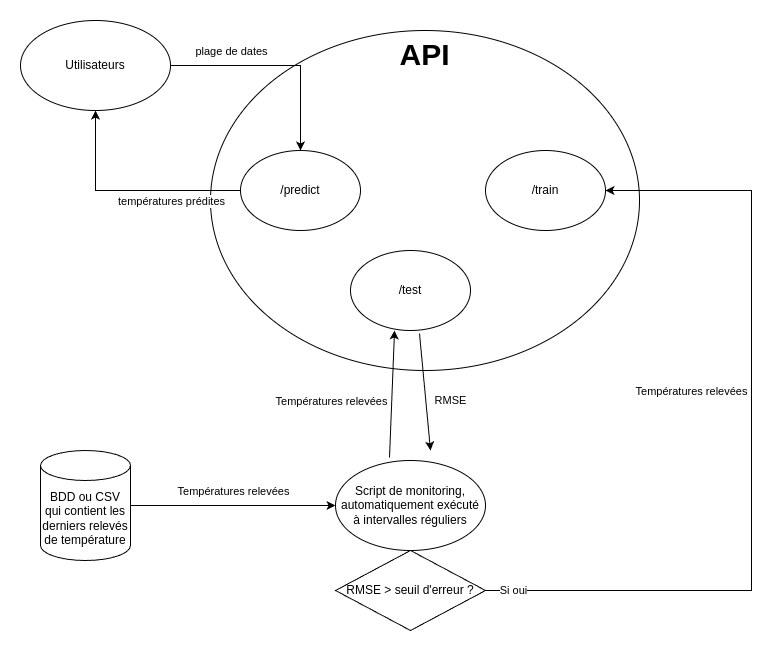 API
Utilisateurs
plage de dates
/predict
températures prédites
/train
/test
Températures relevées
RMSE
Températures relevées
BDD ou CSV
qui contient les
derniers relevés
de température
Températures relevées
Script de monitoring,
automatiquement exécuté
à intervalles réguliers
RMSE > seuil d'erreur ?
Si oui